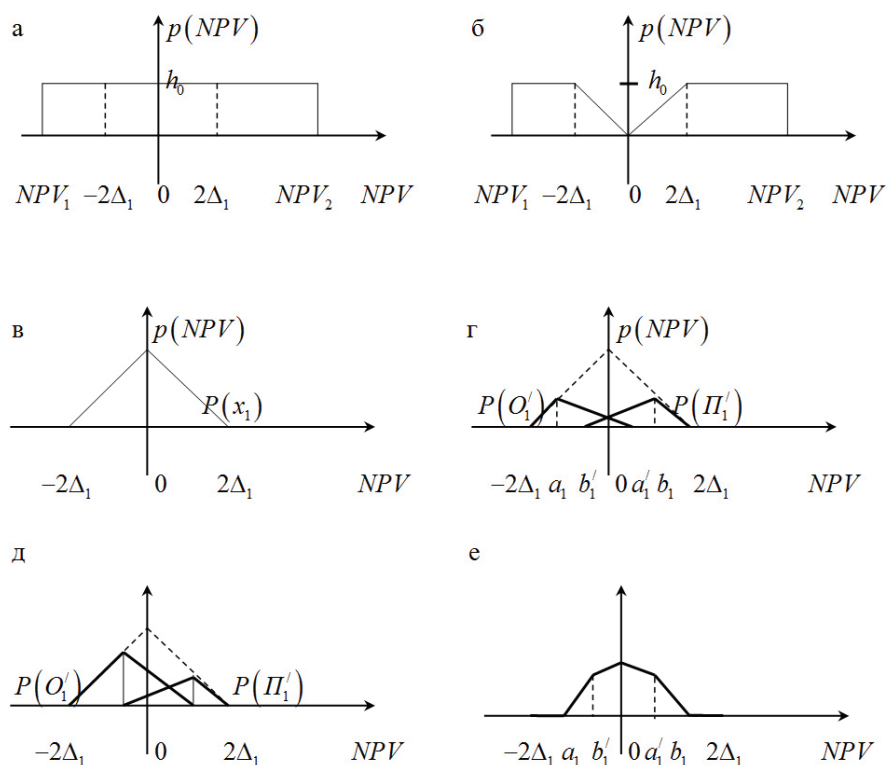 а
p(NPV)
h₀
NPV₁ −2Δ₁ 0 2Δ₁ NPV₂ NPV
б
p(NPV)
h₀
NPV₁ −2Δ₁ 0 2Δ₁ NPV₂ NPV
в
p(NPV)
P(x₁)
−2Δ₁ 0 2Δ₁ NPV
г
p(NPV)
P(O₁′) P(П₁′)
−2Δ₁ a₁ b₁′ 0 a₁′ b₁ 2Δ₁ NPV
д
P(O₁′) P(П₁′)
−2Δ₁ 0 2Δ₁ NPV
е
−2Δ₁ a₁ b₁′ 0 a₁′ b₁ 2Δ₁ NPV